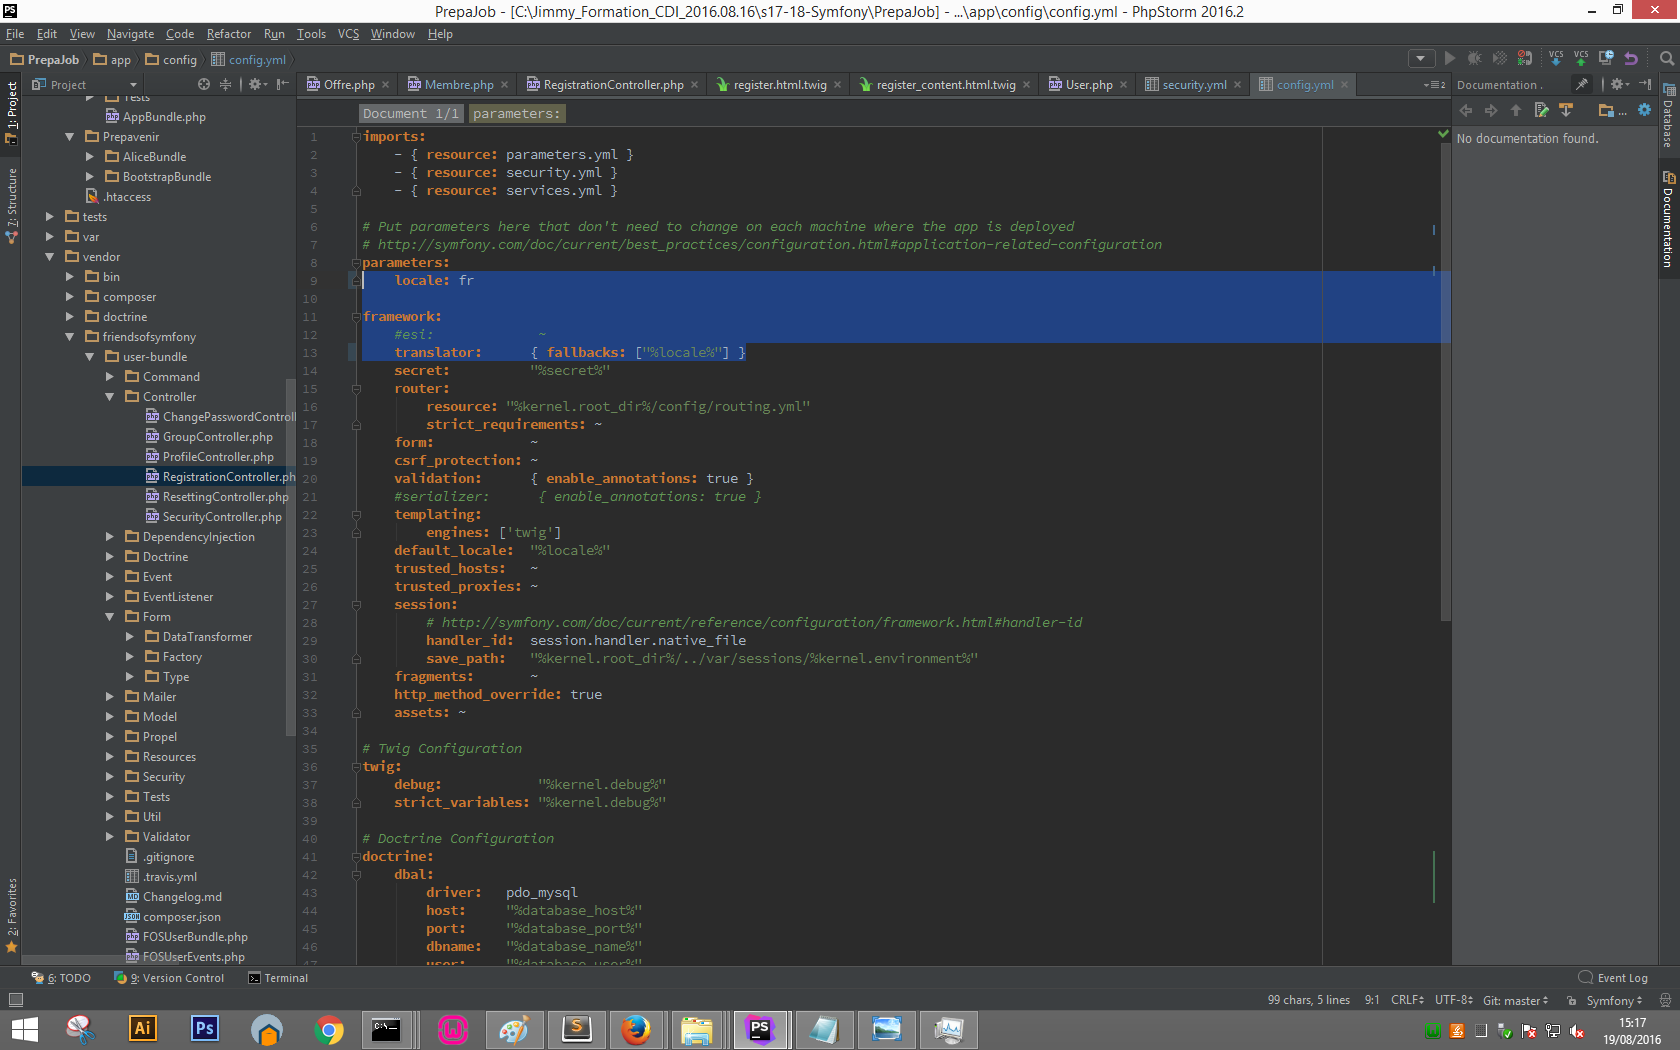 PrepaJob - [C:\Jimmy_Formation_CDI_2016.08.16\s17-18-Symfony\PrepaJob] - ...\app\config\config.yml - PhpStorm 2016.2
File Edit View Navigate Code Refactor Run Tools VCS Window Help
PrepaJob app config config.yml
Project
Offre.php Membre.php RegistrationController.php register.html.twig register_content.html.twig User.php security.yml config.yml
Documentation
1: Project
7: Structure
2: Favorites
Tests
AppBundle.php
Prepavenir
AliceBundle
BootstrapBundle
.htaccess
tests
var
vendor
bin
composer
doctrine
friendsofsymfony
user-bundle
Command
Controller
ChangePasswordControll
GroupController.php
ProfileController.php
RegistrationController.ph
ResettingController.php
SecurityController.php
DependencyInjection
Doctrine
Event
EventListener
Form
DataTransformer
Factory
Type
Mailer
Model
Propel
Resources
Security
Tests
Util
Validator
.gitignore
.travis.yml
Changelog.md
composer.json
FOSUserBundle.php
FOSUserEvents.php
Document 1/1 parameters:
1 imports:
2 - { resource: parameters.yml }
3 - { resource: security.yml }
4 - { resource: services.yml }
5
6 # Put parameters here that don't need to change on each machine where the app is deployed
7 # http://symfony.com/doc/current/best_practices/configuration.html#application-related-configuration
8 parameters:
9 locale: fr
10
11 framework:
12 #esi: ~
13 translator: { fallbacks: ["%locale%"] }
14 secret: "%secret%"
15 router:
16 resource: "%kernel.root_dir%/config/routing.yml"
17 strict_requirements: ~
18 form: ~
19 csrf_protection: ~
20 validation: { enable_annotations: true }
21 #serializer: { enable_annotations: true }
22 templating:
23 engines: ['twig']
24 default_locale: "%locale%"
25 trusted_hosts: ~
26 trusted_proxies: ~
27 session:
28 # http://symfony.com/doc/current/reference/configuration/framework.html#handler-id
29 handler_id: session.handler.native_file
30 save_path: "%kernel.root_dir%/../var/sessions/%kernel.environment%"
31 fragments: ~
32 http_method_override: true
33 assets: ~
34
35 # Twig Configuration
36 twig:
37 debug: "%kernel.debug%"
38 strict_variables: "%kernel.debug%"
39
40 # Doctrine Configuration
41 doctrine:
42 dbal:
43 driver: pdo_mysql
44 host: "%database_host%"
45 port: "%database_port%"
46 dbname: "%database_name%"
47 user: "%database_user%"
No documentation found.
Database
Documentation
6: TODO 9: Version Control Terminal Event Log
99 chars, 5 lines 9:1 CRLF UTF-8 Git: master Symfony
15:17
19/08/2016